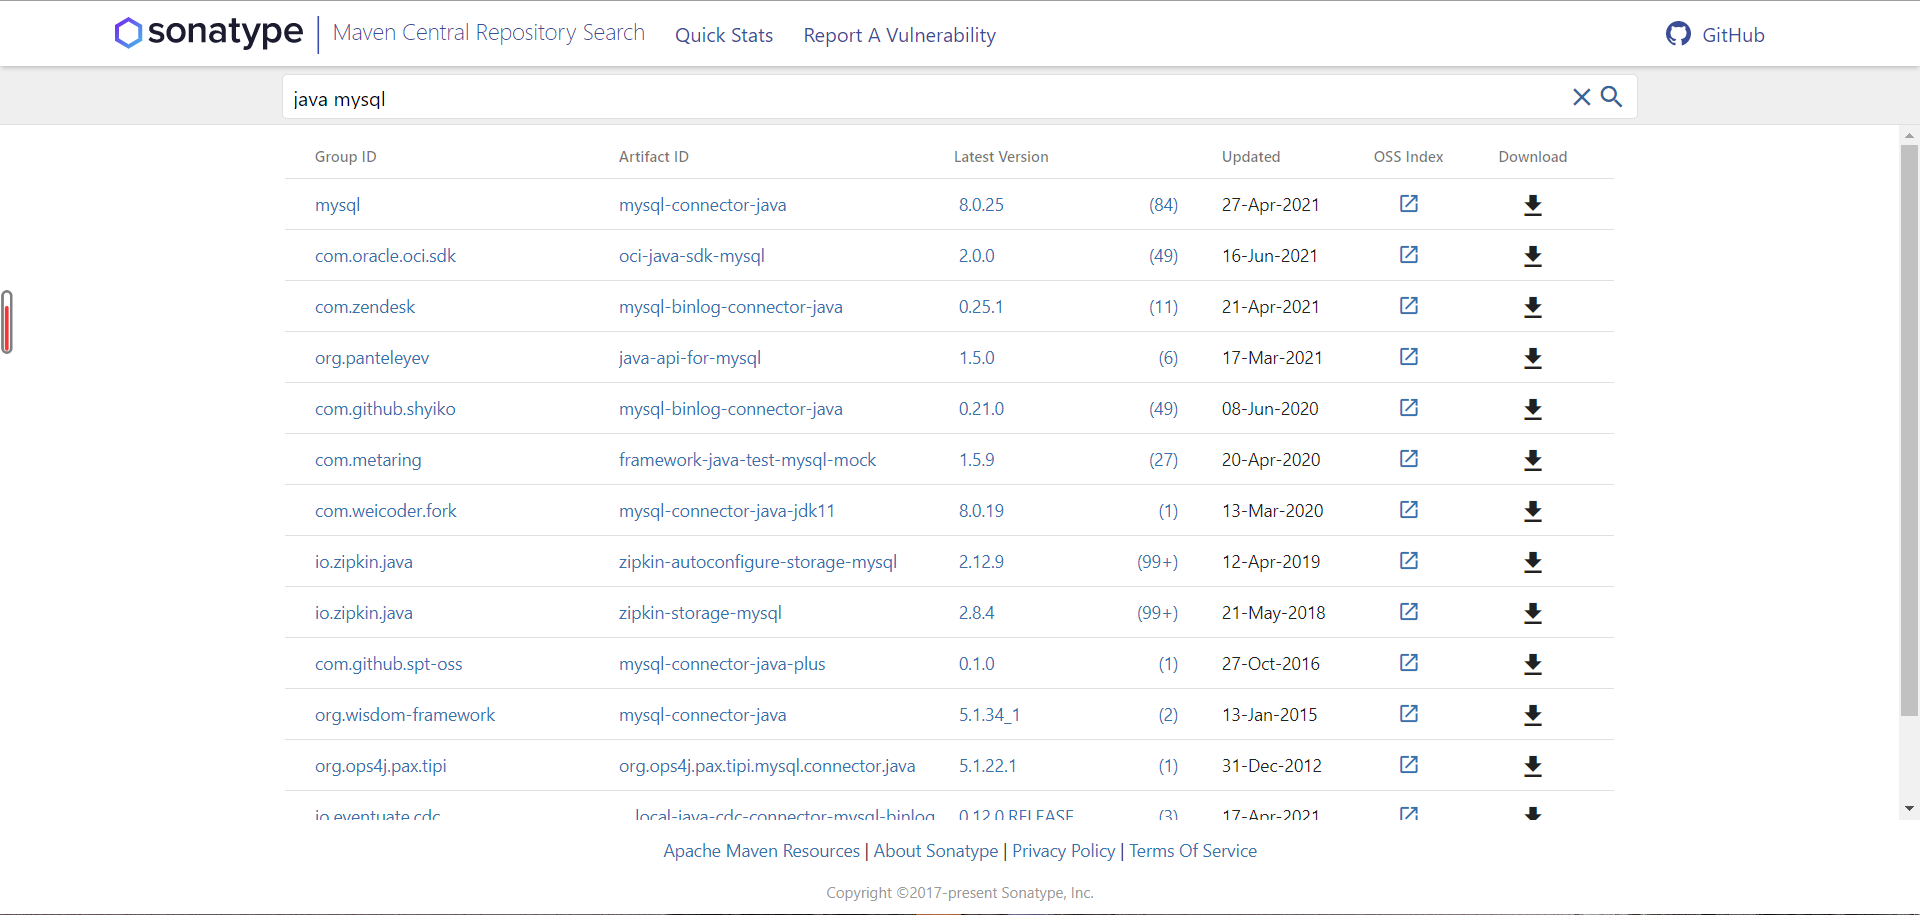 sonatype Maven Central Repository Search Quick Stats Report A Vulnerability GitHub
java mysql
Group ID Artifact ID Latest Version Updated OSS Index Download
mysql mysql-connector-java 8.0.25 (84) 27-Apr-2021
com.oracle.oci.sdk oci-java-sdk-mysql 2.0.0 (49) 16-Jun-2021
com.zendesk mysql-binlog-connector-java 0.25.1 (11) 21-Apr-2021
org.panteleyev java-api-for-mysql 1.5.0 (6) 17-Mar-2021
com.github.shyiko mysql-binlog-connector-java 0.21.0 (49) 08-Jun-2020
com.metaring framework-java-test-mysql-mock 1.5.9 (27) 20-Apr-2020
com.weicoder.fork mysql-connector-java-jdk11 8.0.19 (1) 13-Mar-2020
io.zipkin.java zipkin-autoconfigure-storage-mysql 2.12.9 (99+) 12-Apr-2019
io.zipkin.java zipkin-storage-mysql 2.8.4 (99+) 21-May-2018
com.github.spt-oss mysql-connector-java-plus 0.1.0 (1) 27-Oct-2016
org.wisdom-framework mysql-connector-java 5.1.34_1 (2) 13-Jan-2015
org.ops4j.pax.tipi org.ops4j.pax.tipi.mysql.connector.java 5.1.22.1 (1) 31-Dec-2012
io.eventuate.cdc local-java-cdc-connector-mysql-binlog 0.12.0.RELEASE (3) 17-Apr-2021
Apache Maven Resources | About Sonatype | Privacy Policy | Terms Of Service
Copyright ©2017-present Sonatype, Inc.